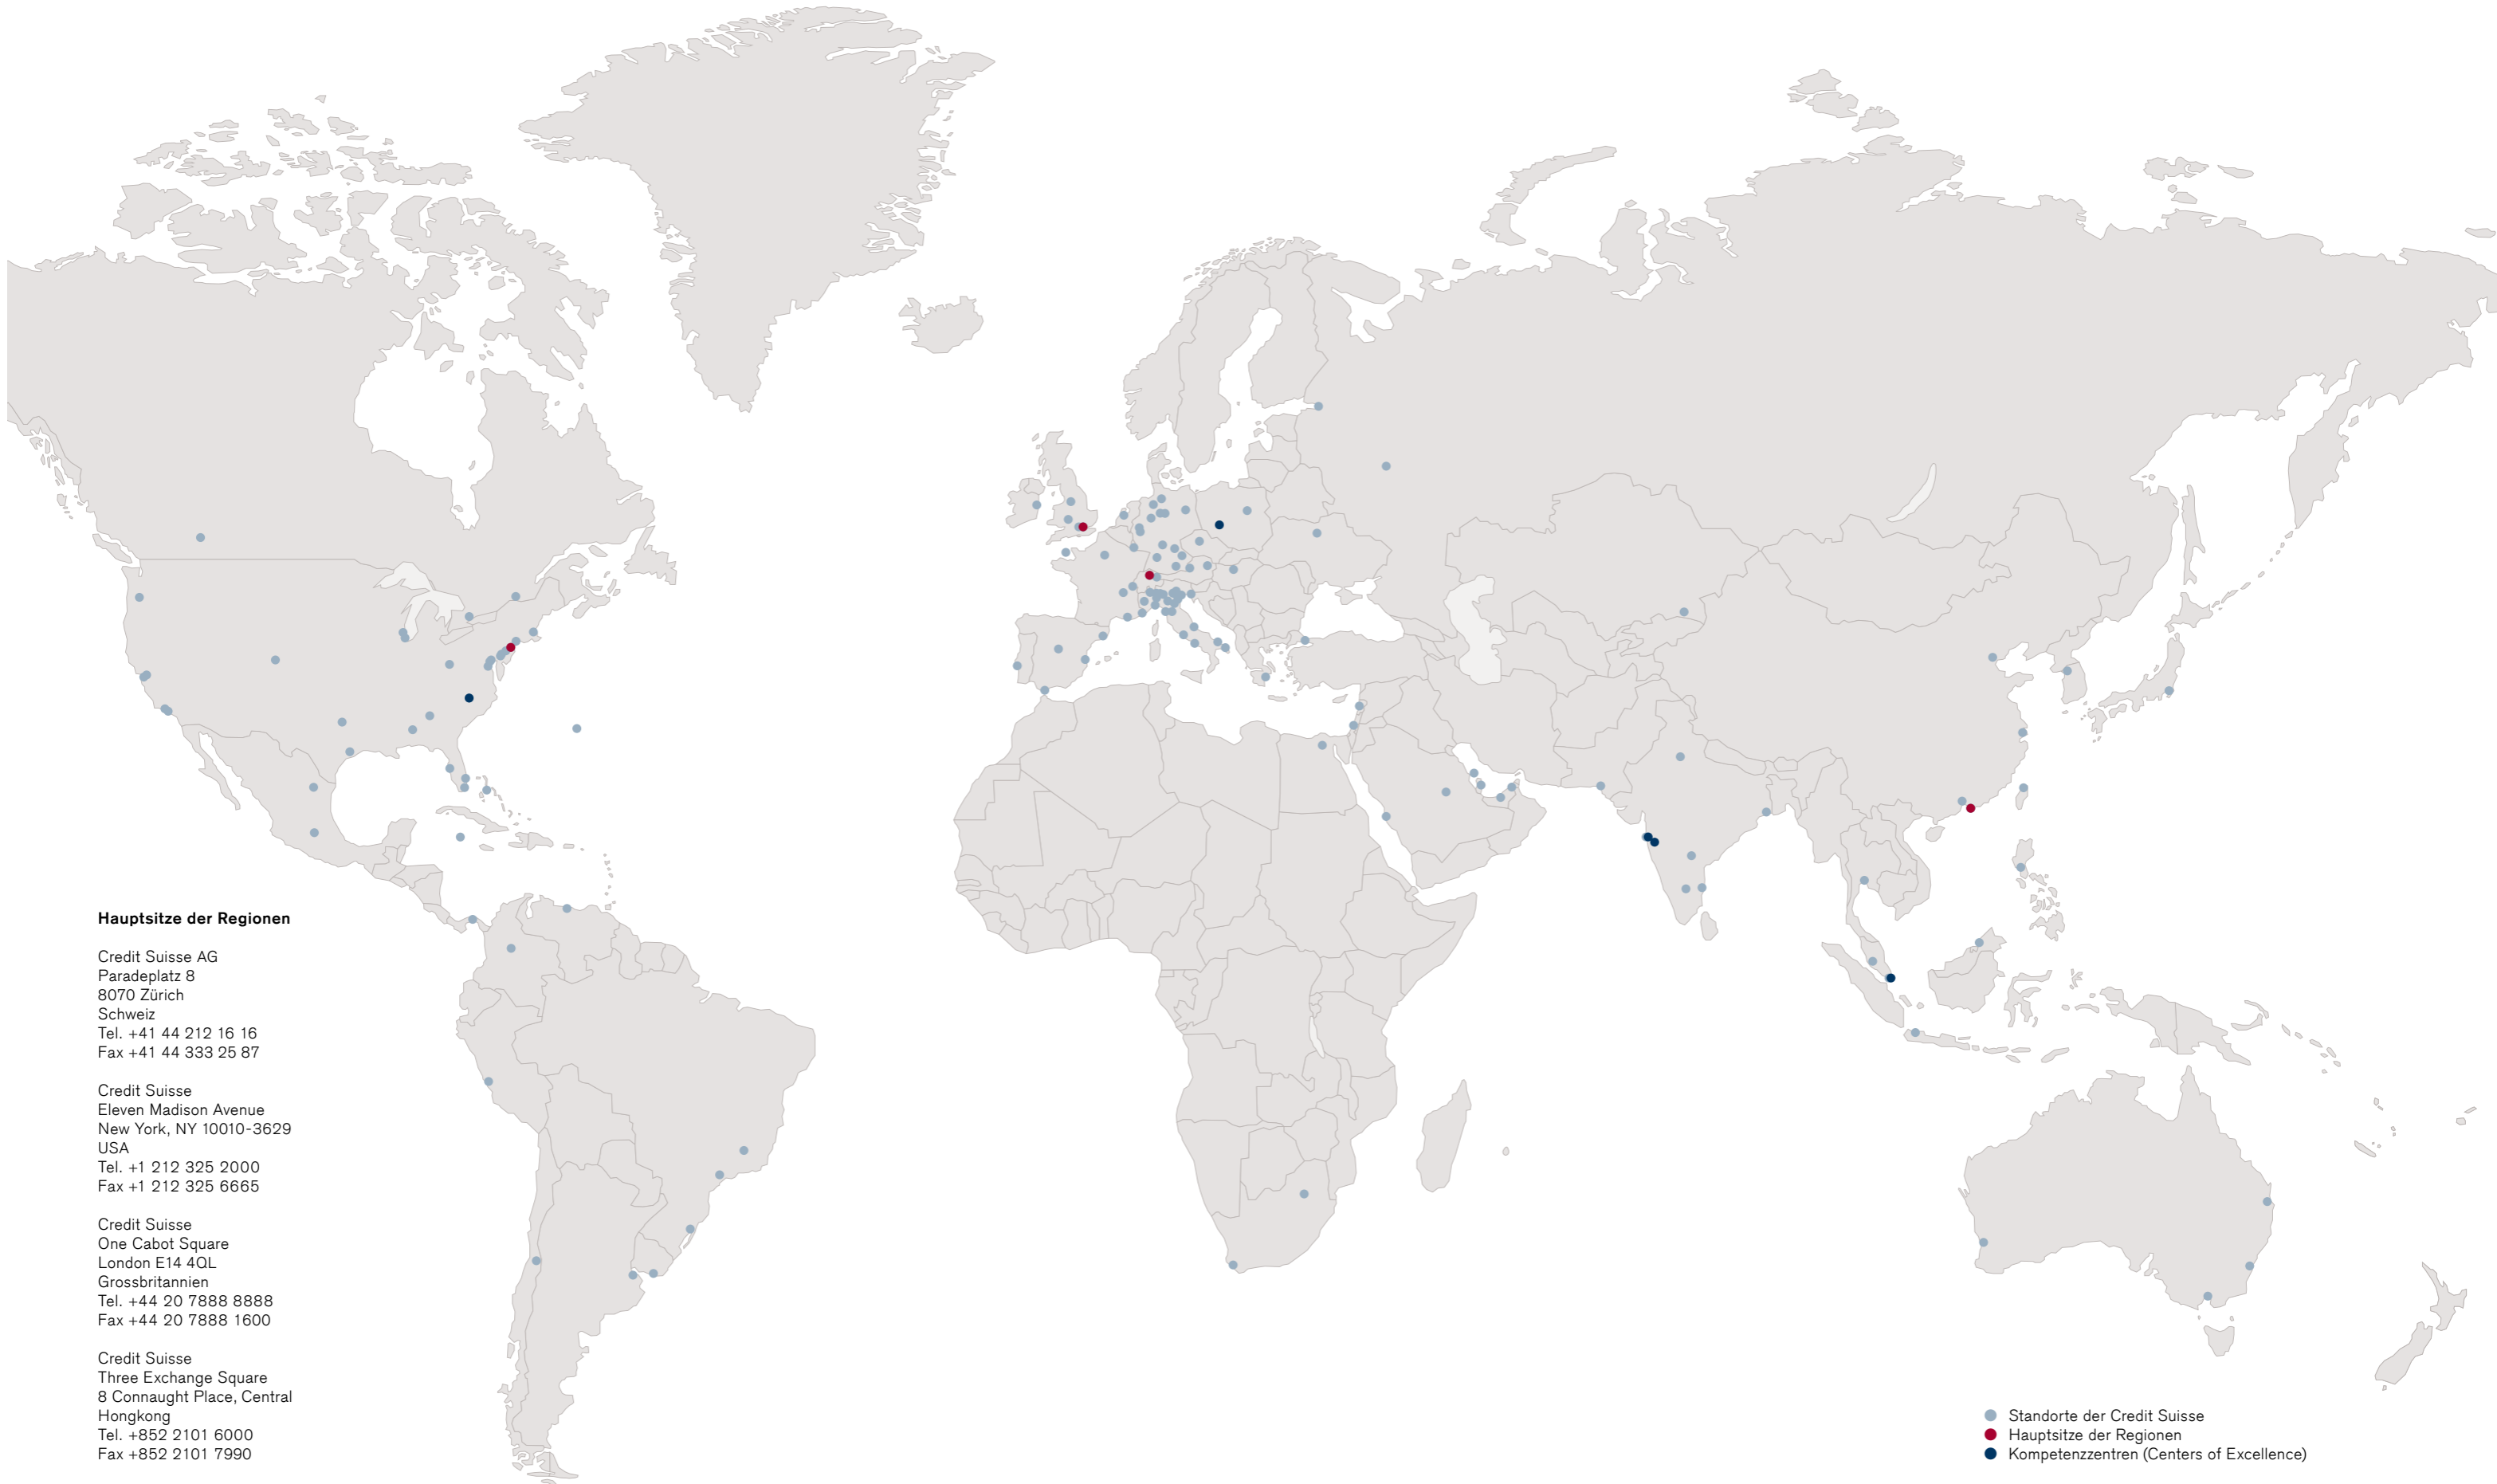 Hauptsitze der Regionen
Credit Suisse AG
Paradeplatz 8
8070 Zürich
Schweiz
Tel. +41 44 212 16 16
Fax +41 44 333 25 87
Credit Suisse
Eleven Madison Avenue
New York, NY 10010-3629
USA
Tel. +1 212 325 2000
Fax +1 212 325 6665
Credit Suisse
One Cabot Square
London E14 4QL
Grossbritannien
Tel. +44 20 7888 8888
Fax +44 20 7888 1600
Credit Suisse
Three Exchange Square
8 Connaught Place, Central
Hongkong
Tel. +852 2101 6000
Fax +852 2101 7990
Standorte der Credit Suisse
Hauptsitze der Regionen
Kompetenzzentren (Centers of Excellence)